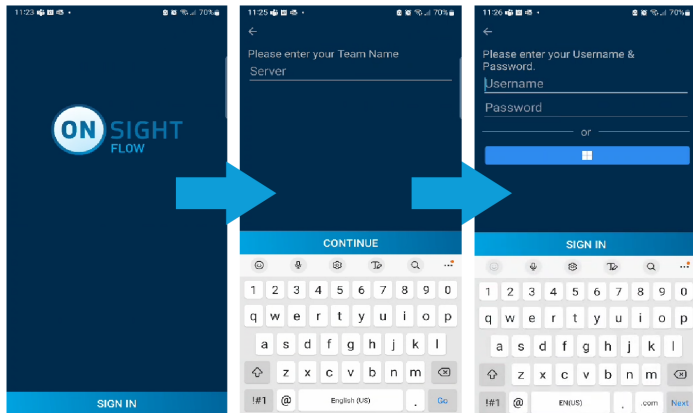 11:23
70%
ON SIGHT
FLOW
SIGN IN
11:25
70%
Please enter your Team Name
Server
CONTINUE
1 2 3 4 5 6 7 8 9 0
q w e r t y u i o p
a s d f g h j k l
z x c v b n m
!#1 @ English (US) . Go
11:26
70%
Please enter your Username &
Password.
Username
Password
or
SIGN IN
1 2 3 4 5 6 7 8 9 0
q w e r t y u i o p
a s d f g h j k l
z x c v b n m
!#1 @ EN(US) . .com Next